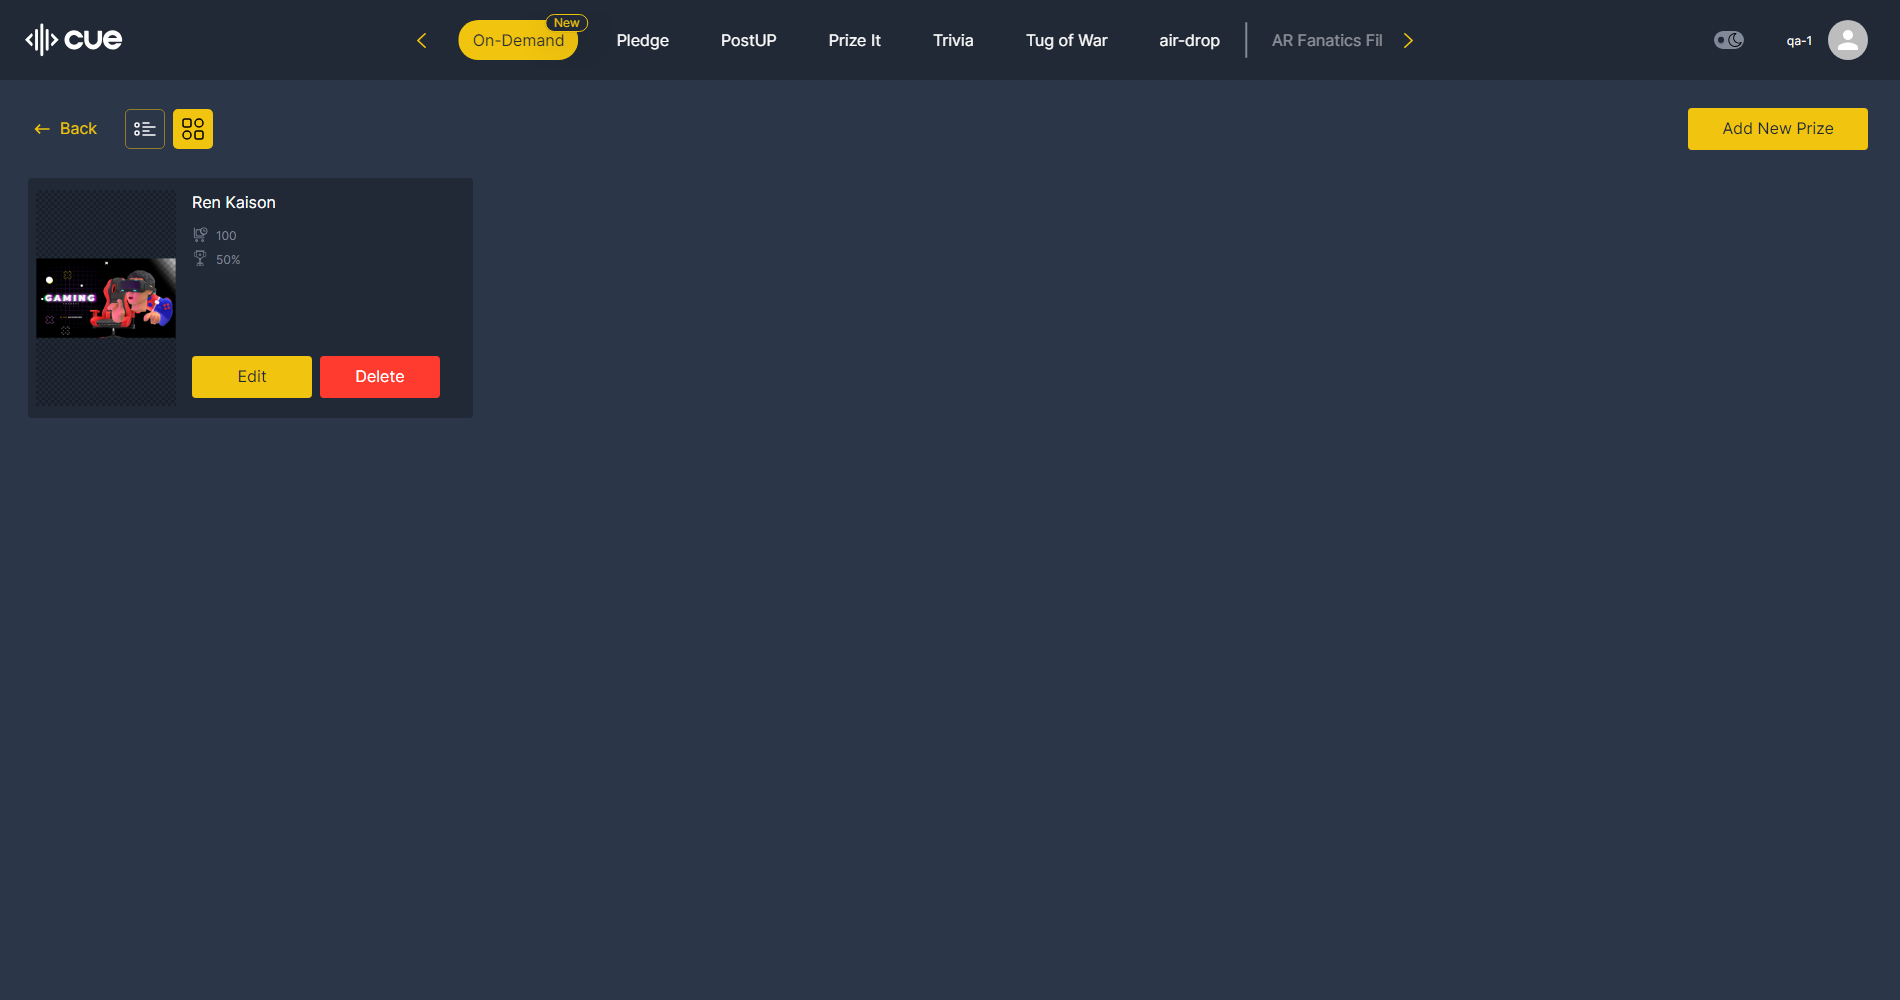 cue
On-Demand
New
Pledge
PostUP
Prize It
Trivia
Tug of War
air-drop
AR Fanatics Fil
qa-1
Back
Add New Prize
Ren Kaison
100
50%
GAMING
Edit
Delete